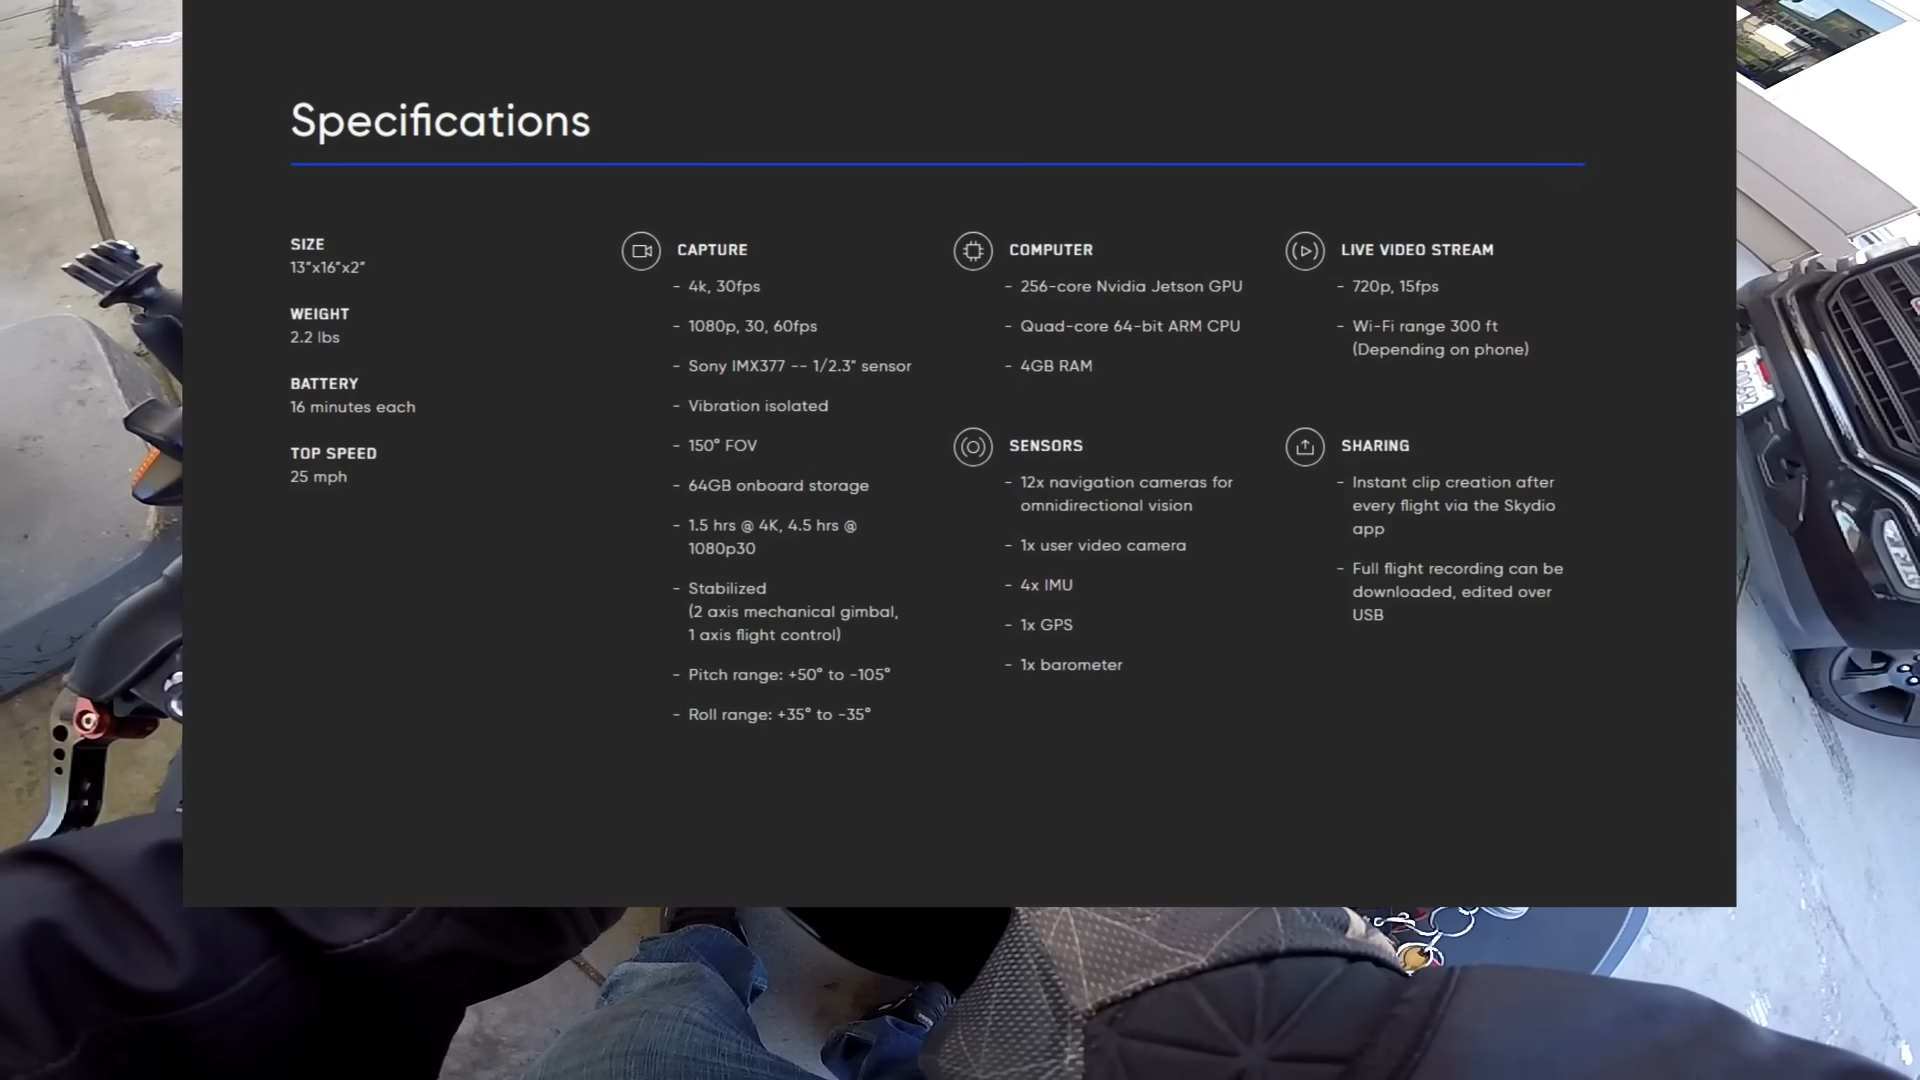 Specifications
SIZE
13”x16”x2”
WEIGHT
2.2 lbs
BATTERY
16 minutes each
TOP SPEED
25 mph
CAPTURE
- 4k, 30fps
- 1080p, 30, 60fps
- Sony IMX377 -- 1/2.3" sensor
- Vibration isolated
- 150° FOV
- 64GB onboard storage
- 1.5 hrs @ 4K, 4.5 hrs @
1080p30
- Stabilized
(2 axis mechanical gimbal,
1 axis flight control)
- Pitch range: +50° to -105°
- Roll range: +35° to -35°
COMPUTER
- 256-core Nvidia Jetson GPU
- Quad-core 64-bit ARM CPU
- 4GB RAM
SENSORS
- 12x navigation cameras for
omnidirectional vision
- 1x user video camera
- 4x IMU
- 1x GPS
- 1x barometer
LIVE VIDEO STREAM
- 720p, 15fps
- Wi-Fi range 300 ft
(Depending on phone)
SHARING
- Instant clip creation after
every flight via the Skydio
app
- Full flight recording can be
downloaded, edited over
USB